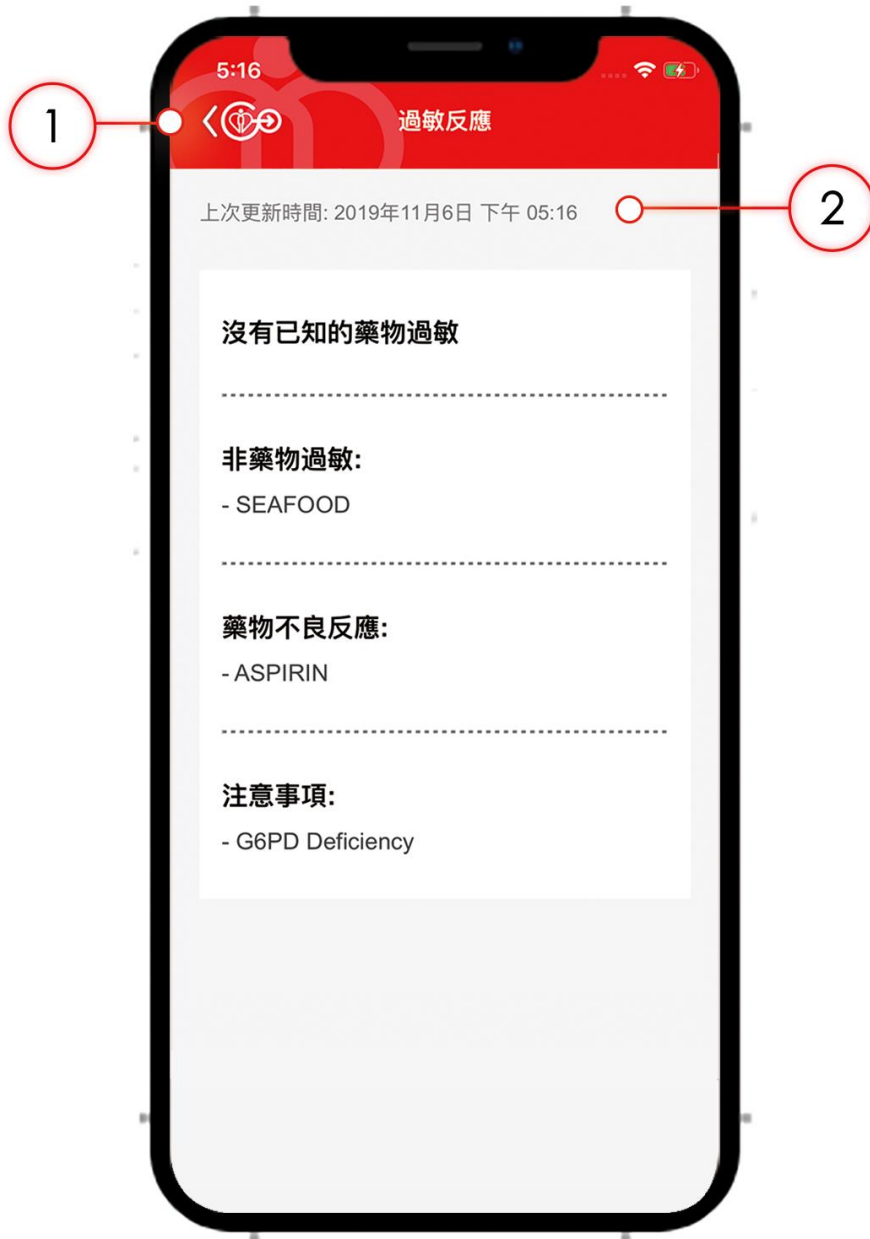 5:16
過敏反應
1
上次更新時間: 2019年11月6日 下午 05:16
2
沒有已知的藥物過敏
非藥物過敏:
- SEAFOOD
藥物不良反應:
- ASPIRIN
注意事項:
- G6PD Deficiency